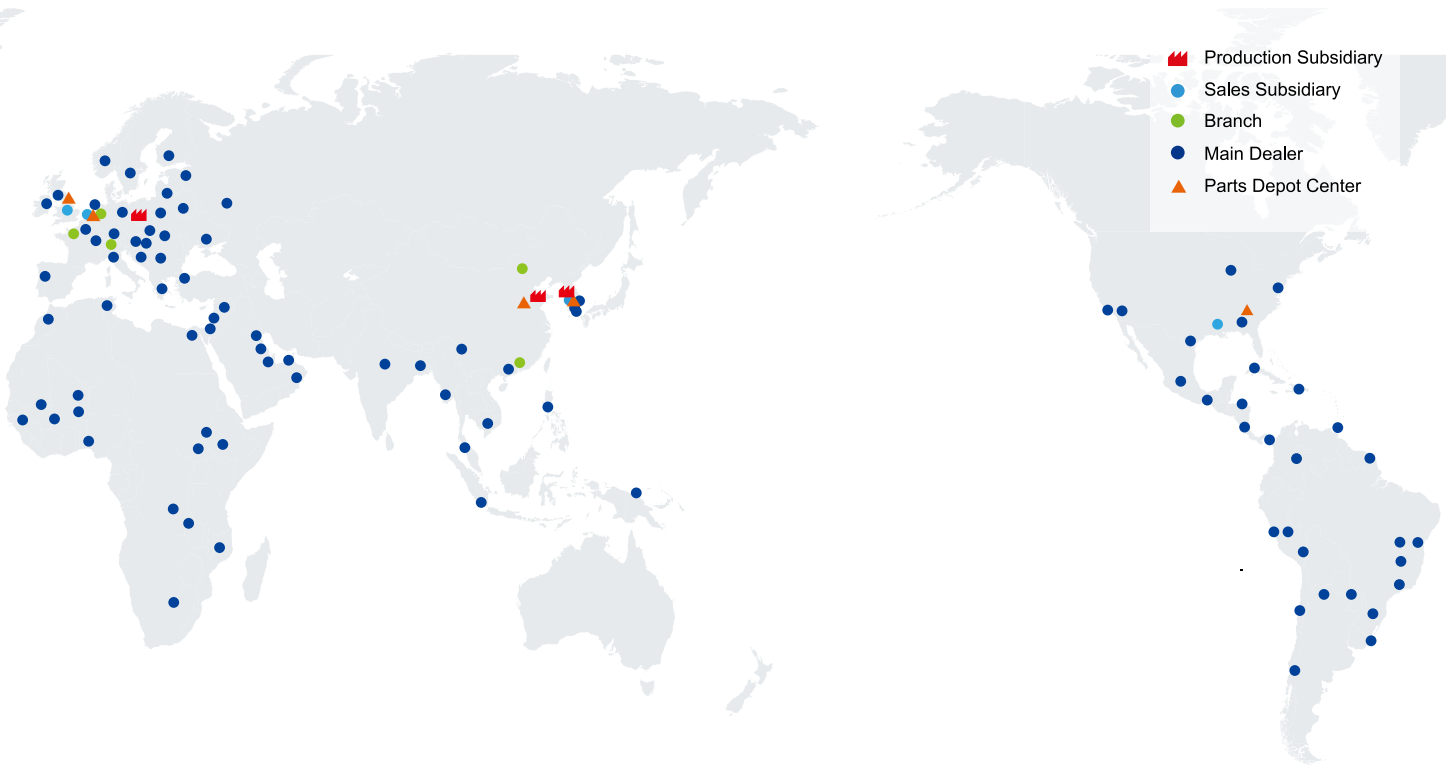 Production Subsidiary
Sales Subsidiary
Branch
Main Dealer
Parts Depot Center